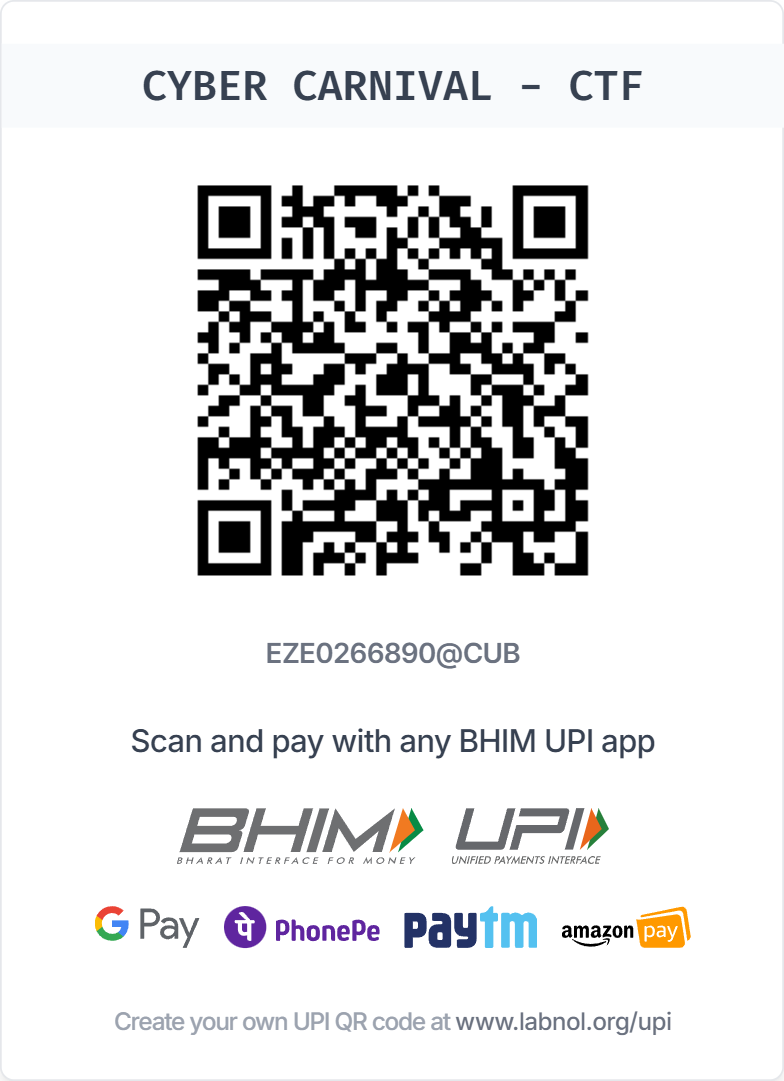 CYBER CARNIVAL - CTF
EZE0266890@CUB
Scan and pay with any BHIM UPI app
BHIM UPI
BHARAT INTERFACE FOR MONEY UNIFIED PAYMENTS INTERFACE
G Pay पे PhonePe paytm amazon pay
Create your own UPI QR code at www.labnol.org/upi